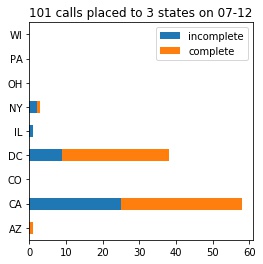 101 calls placed to 3 states on 07-12
incomplete
complete
WI
PA
OH
NY
IL
DC
CO
CA
AZ
0 10 20 30 40 50 60